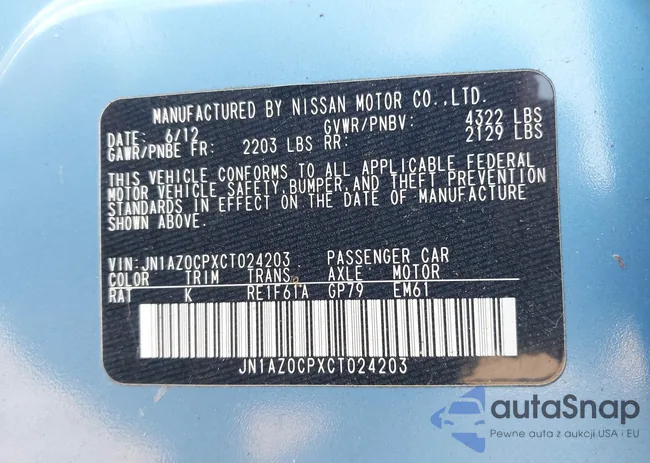 MANUFACTURED BY NISSAN MOTOR CO.,LTD.
DATE: 6/12 GVWR/PNBV: 4322 LBS
GAWR/PNBE FR: 2203 LBS RR: 2129 LBS
THIS VEHICLE CONFORMS TO ALL APPLICABLE FEDERAL
MOTOR VEHICLE SAFETY,BUMPER,AND THEFT PREVENTION
STANDARDS IN EFFECT ON THE DATE OF MANUFACTURE
SHOWN ABOVE.
VIN:JN1AZ0CPXCT024203 PASSENGER CAR
COLOR TRIM TRANS. AXLE MOTOR
RAT K RE1F61A GP79 EM61
JN1AZ0CPXCT024203
autaSnap
Pewne auta z aukcji USA i EU